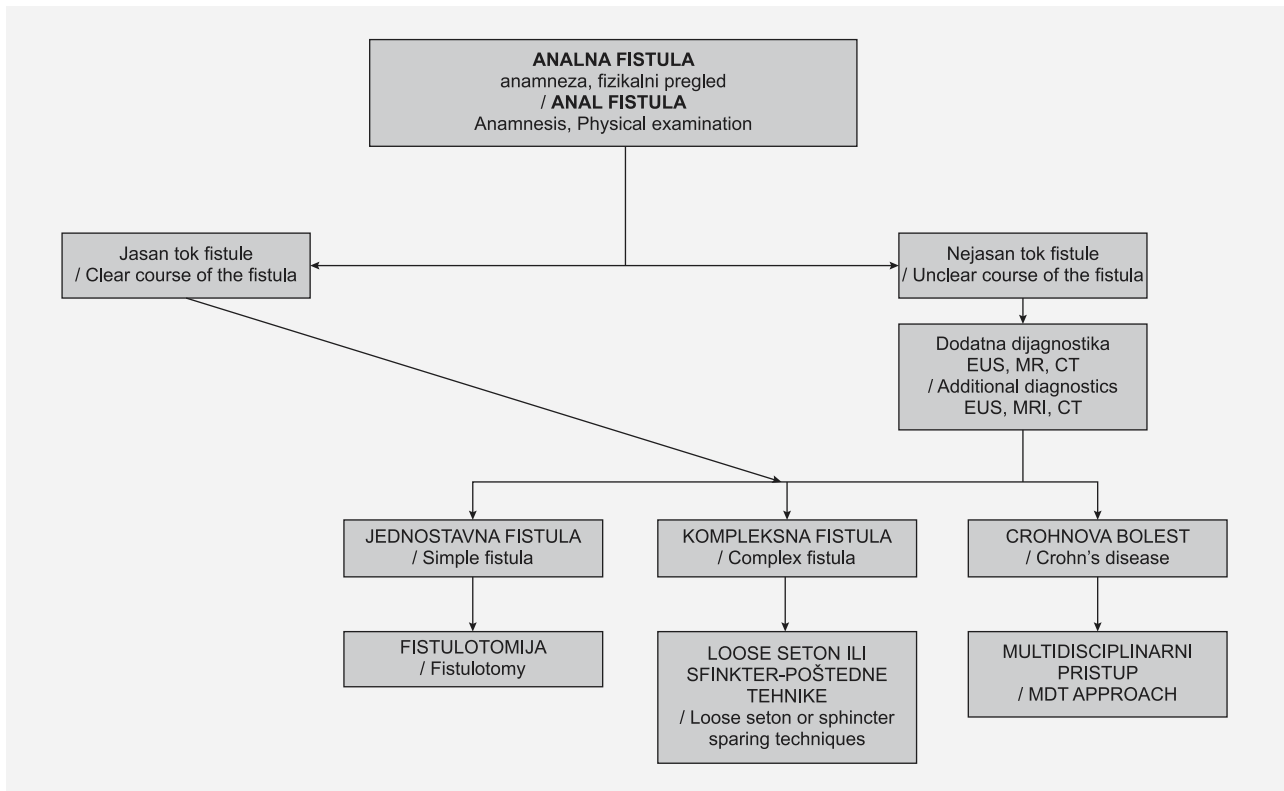 ANALNA FISTULA
anamneza, fizikalni pregled
/ ANAL FISTULA
Anamnesis, Physical examination
Jasan tok fistule
/ Clear course of the fistula
Nejasan tok fistule
/ Unclear course of the fistula
Dodatna dijagnostika
EUS, MR, CT
/ Additional diagnostics
EUS, MRI, CT
JEDNOSTAVNA FISTULA
/ Simple fistula
KOMPLEKSNA FISTULA
/ Complex fistula
CROHNOVA BOLEST
/ Crohn's disease
FISTULOTOMIJA
/ Fistulotomy
LOOSE SETON ILI
SFINKTER-POŠTEDNE
TEHNIKE
/ Loose seton or sphincter
sparing techniques
MULTIDISCIPLINARNI
PRISTUP
/ MDT APPROACH